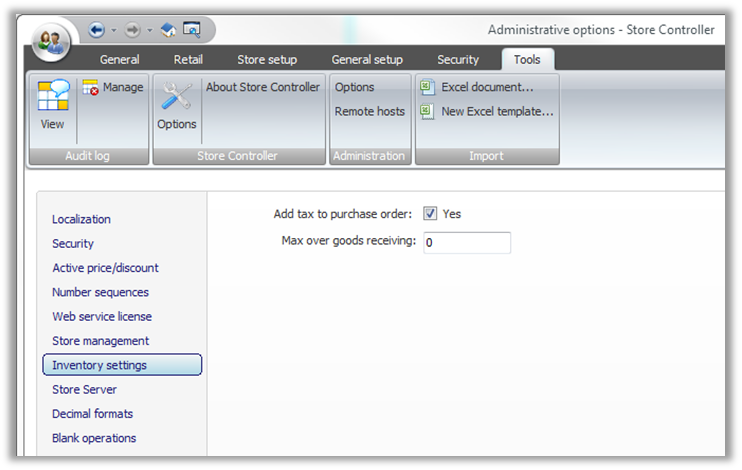 Administrative options - Store Controller
General Retail Store setup General setup Security Tools
Manage About Store Controller Options Excel document...
View Options Remote hosts New Excel template...
Audit log Store Controller Administration Import
Localization
Security
Active price/discount
Number sequences
Web service license
Store management
Inventory settings
Store Server
Decimal formats
Blank operations
Add tax to purchase order: Yes
Max over goods receiving: 0